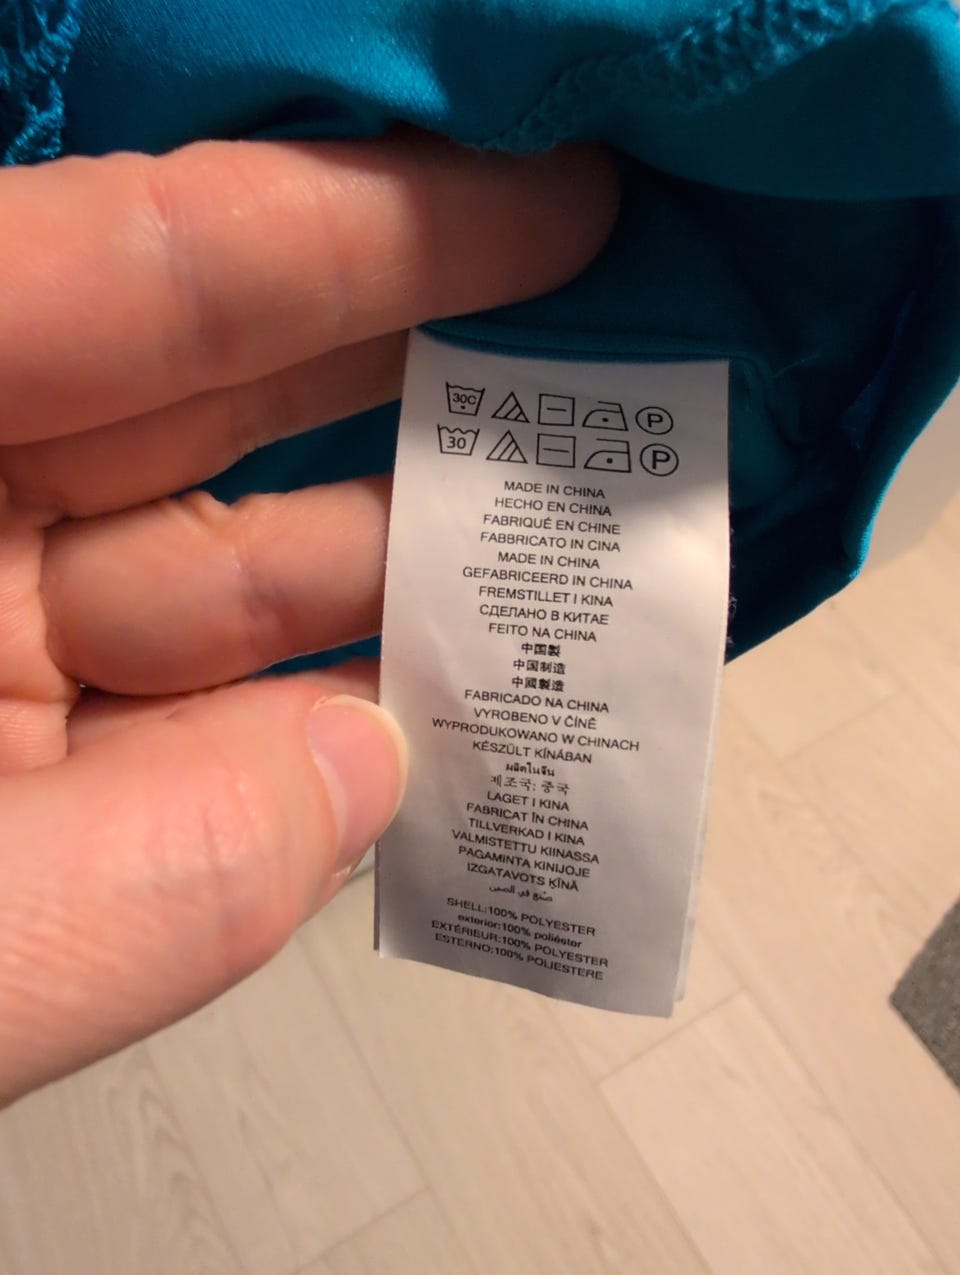 30C P
30 P
MADE IN CHINA
HECHO EN CHINA
FABRIQUÉ EN CHINE
FABBRICATO IN CINA
MADE IN CHINA
GEFABRICEERD IN CHINA
FREMSTILLET I KINA
СДЕЛАНО В КИТАЕ
FEITO NA CHINA
中国製
中国制造
中國製造
FABRICADO NA CHINA
VYROBENO V ČÍNĚ
WYPRODUKOWANO W CHINACH
KÉSZÜLT KÍNÁBAN
ผลิตในจีน
제조국: 중국
LAGET I KINA
FABRICAT ÎN CHINA
TILLVERKAD I KINA
VALMISTETTU KIINASSA
PAGAMINTA KINIJOJE
IZGATAVOTS ĶĪNĀ
صنع في الصين
SHELL:100% POLYESTER
exterior:100% poliéster
EXTÉRIEUR:100% POLYESTER
ESTERNO:100% POLIESTERE